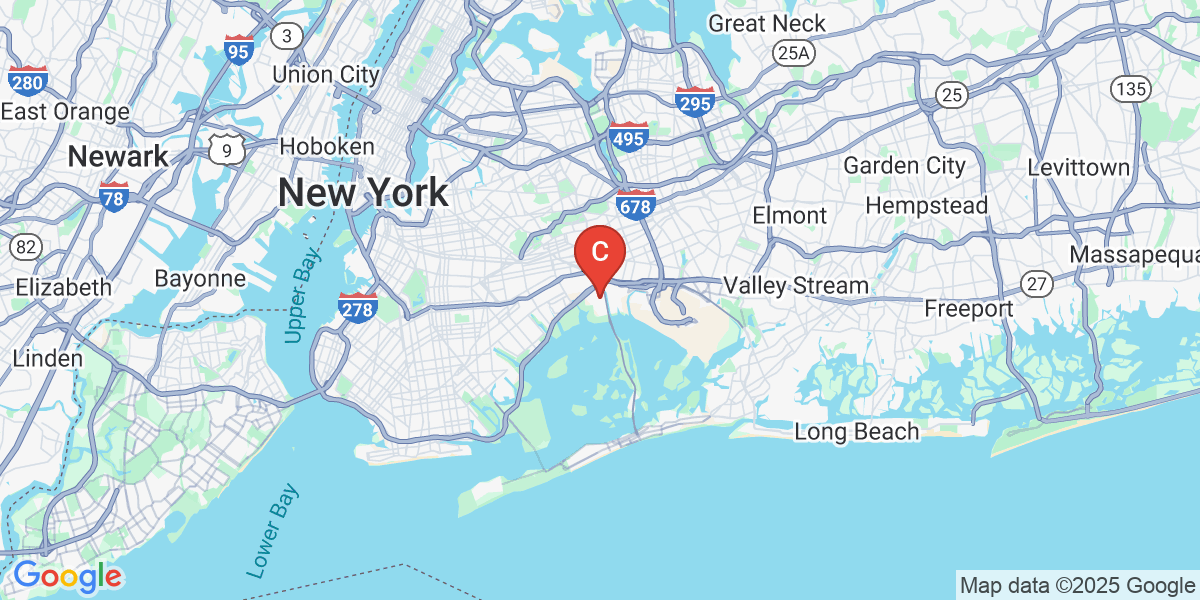 Great Neck
3
95
25A
Union City
280
135
25
295
East Orange
495
9
Hoboken
Newark
Garden City
Levittown
New York
78
678
Hempstead
Elmont
82
C
Massapequa
Bayonne
Upper Bay
Elizabeth
Valley Stream
27
278
Freeport
Linden
Long Beach
Lower Bay
Google
Map data ©2025 Google